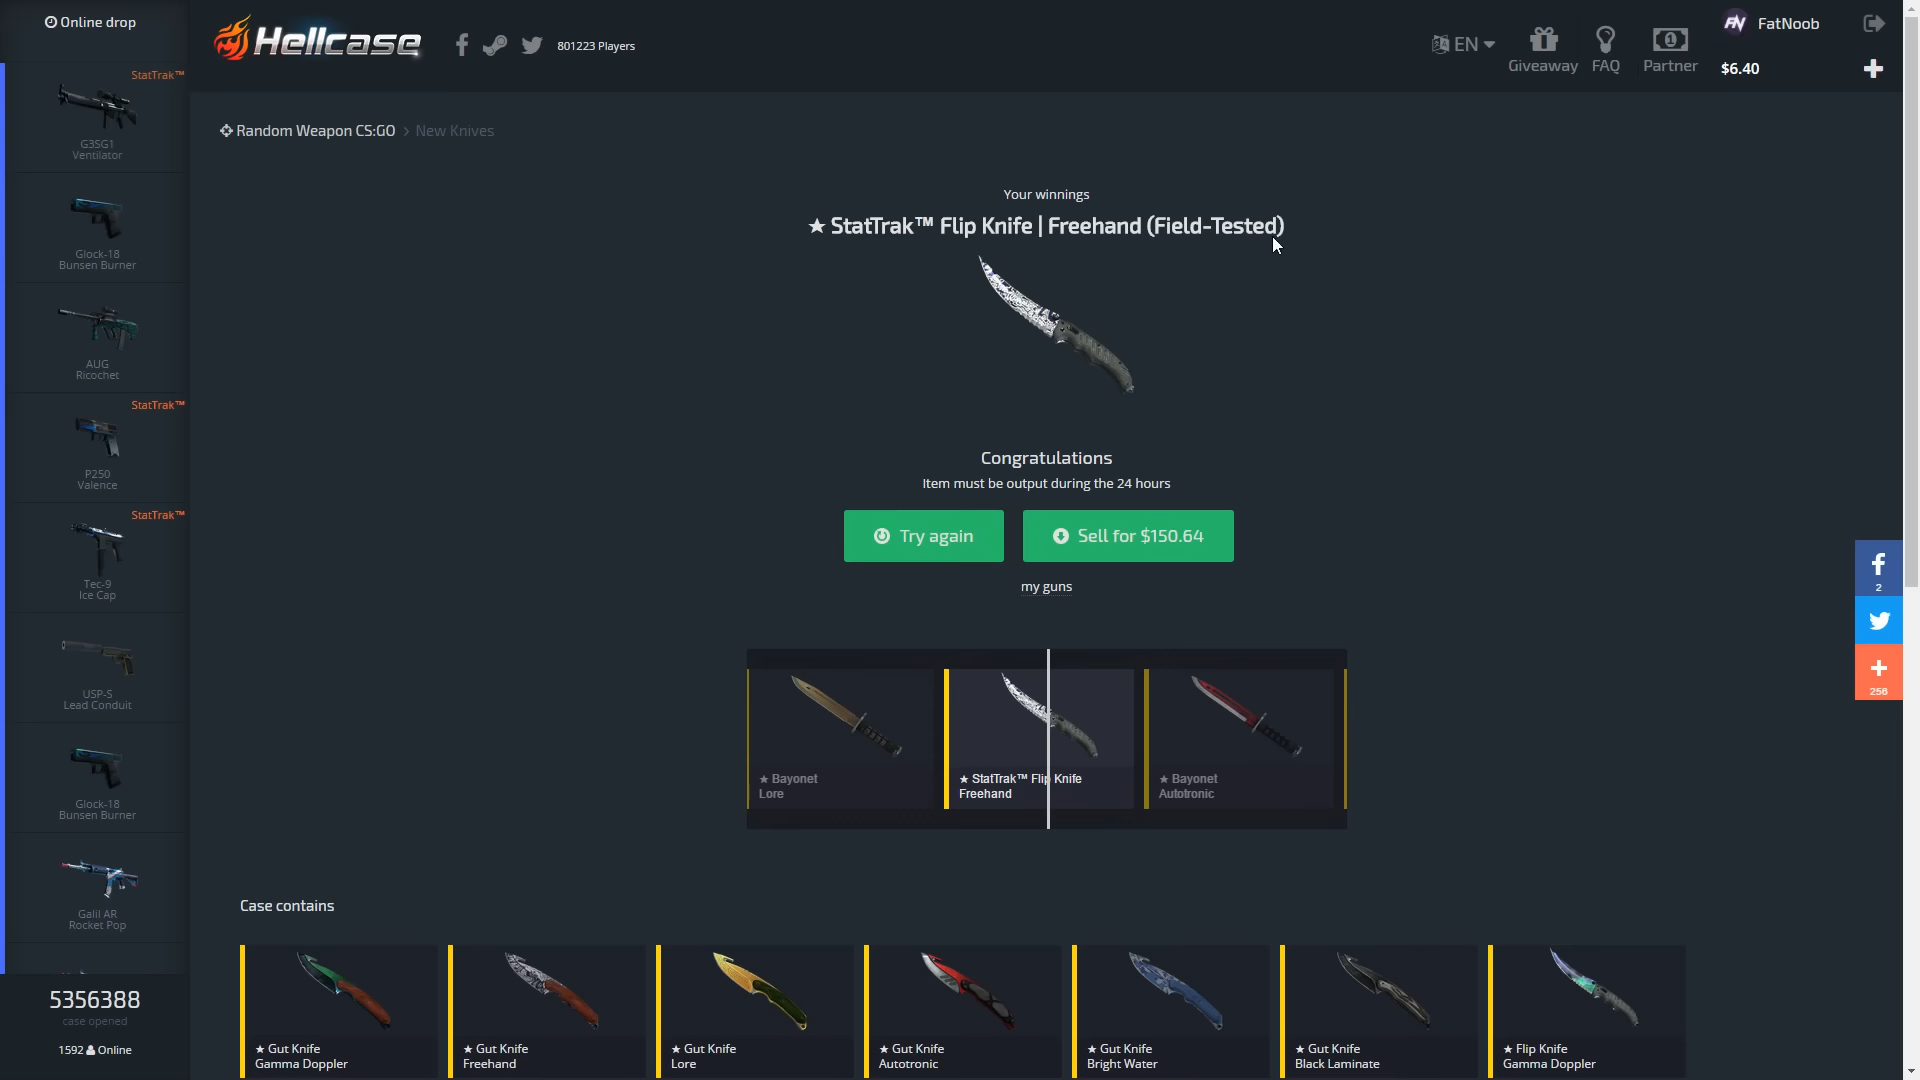 Online drop
StatTrak™
G3SG1
Ventilator
Glock-18
Bunsen Burner
AUG
Ricochet
StatTrak™
P250
Valence
StatTrak™
Tec-9
Ice Cap
USP-S
Lead Conduit
Glock-18
Bunsen Burner
Galil AR
Rocket Pop
5356388
case opened
1592 Online
Hellcase
801223 Players
EN
Giveaway
FAQ
Partner
FatNoob
$6.40
Random Weapon CS:GO > New Knives
Your winnings
★ StatTrak™ Flip Knife | Freehand (Field-Tested)
Congratulations
Item must be output during the 24 hours
Try again
Sell for $150.64
my guns
★ Bayonet
Lore
★ StatTrak™ Flip Knife
Freehand
★ Bayonet
Autotronic
2
256
Case contains
★ Gut Knife
Gamma Doppler
★ Gut Knife
Freehand
★ Gut Knife
Lore
★ Gut Knife
Autotronic
★ Gut Knife
Bright Water
★ Gut Knife
Black Laminate
★ Flip Knife
Gamma Doppler